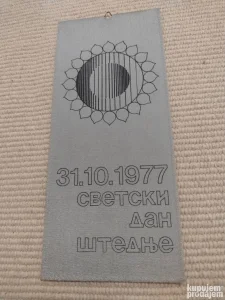 31.10.1977
светски
дан
штедње
kupujem
prodajem